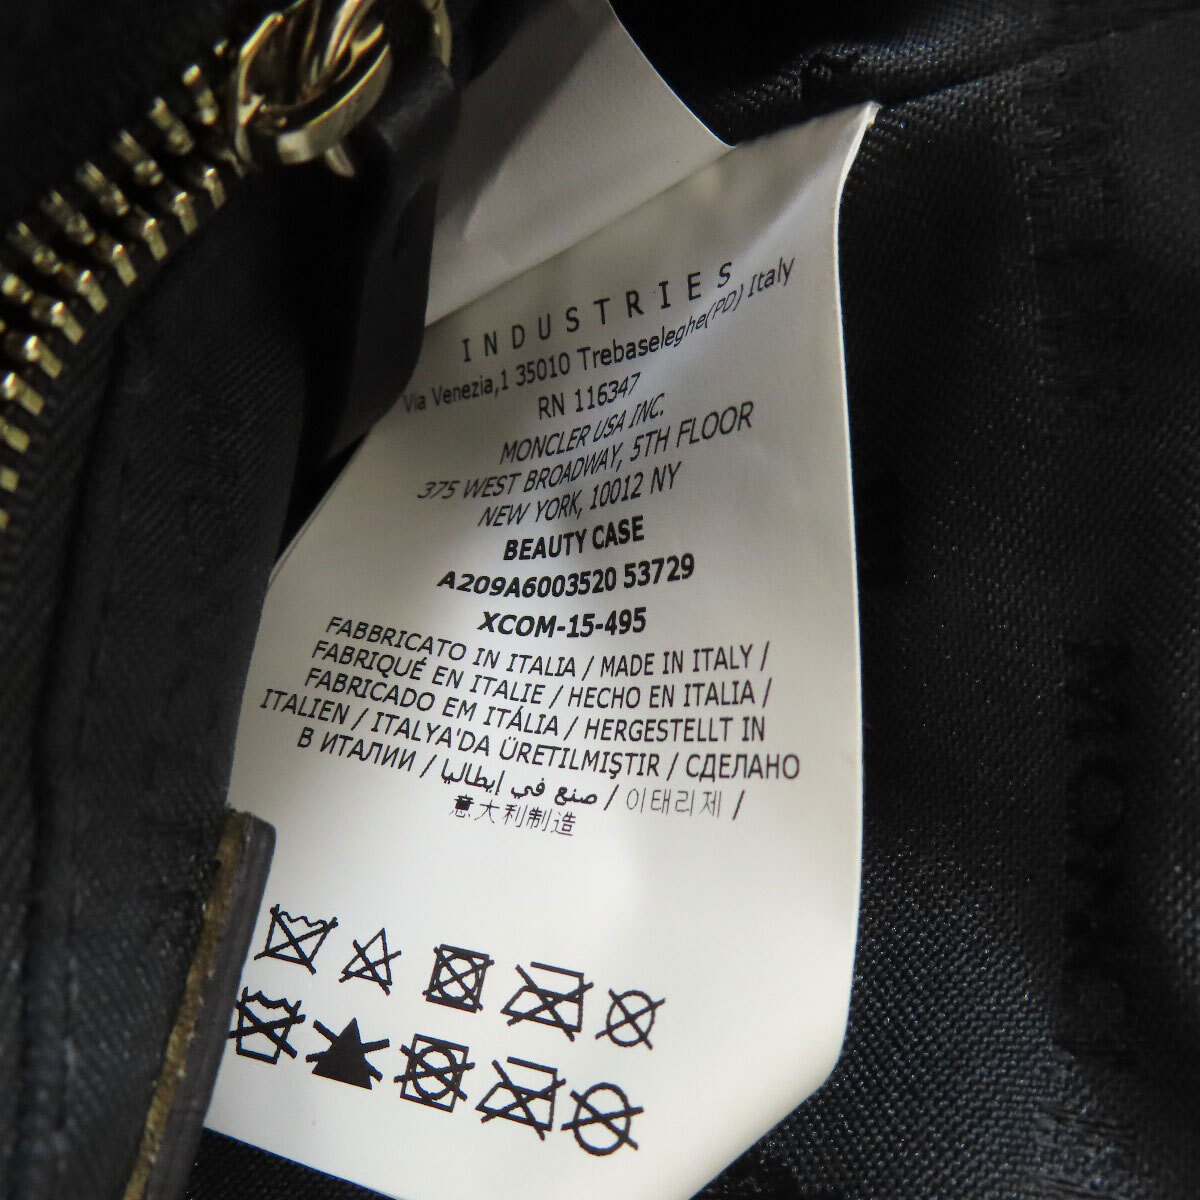 INDUSTRIES
Via Venezia,1 35010 Trebaseleghe(PD) Italy
RN 116347
MONCLER USA INC.
375 WEST BROADWAY, 5TH FLOOR
NEW YORK, 10012 NY
BEAUTY CASE
A209A6003520 53729
XCOM-15-495
FABBRICATO IN ITALIA / MADE IN ITALY /
FABRIQUÉ EN ITALIE / HECHO EN ITALIA /
FABRICADO EM ITÁLIA / HERGESTELLT IN
ITALIEN / ITALYA'DA ÜRETILMIŞTIR / СДЕЛАНО
В ИТАЛИИ / صنع في إيطاليا / 이태리제 /
意大利制造